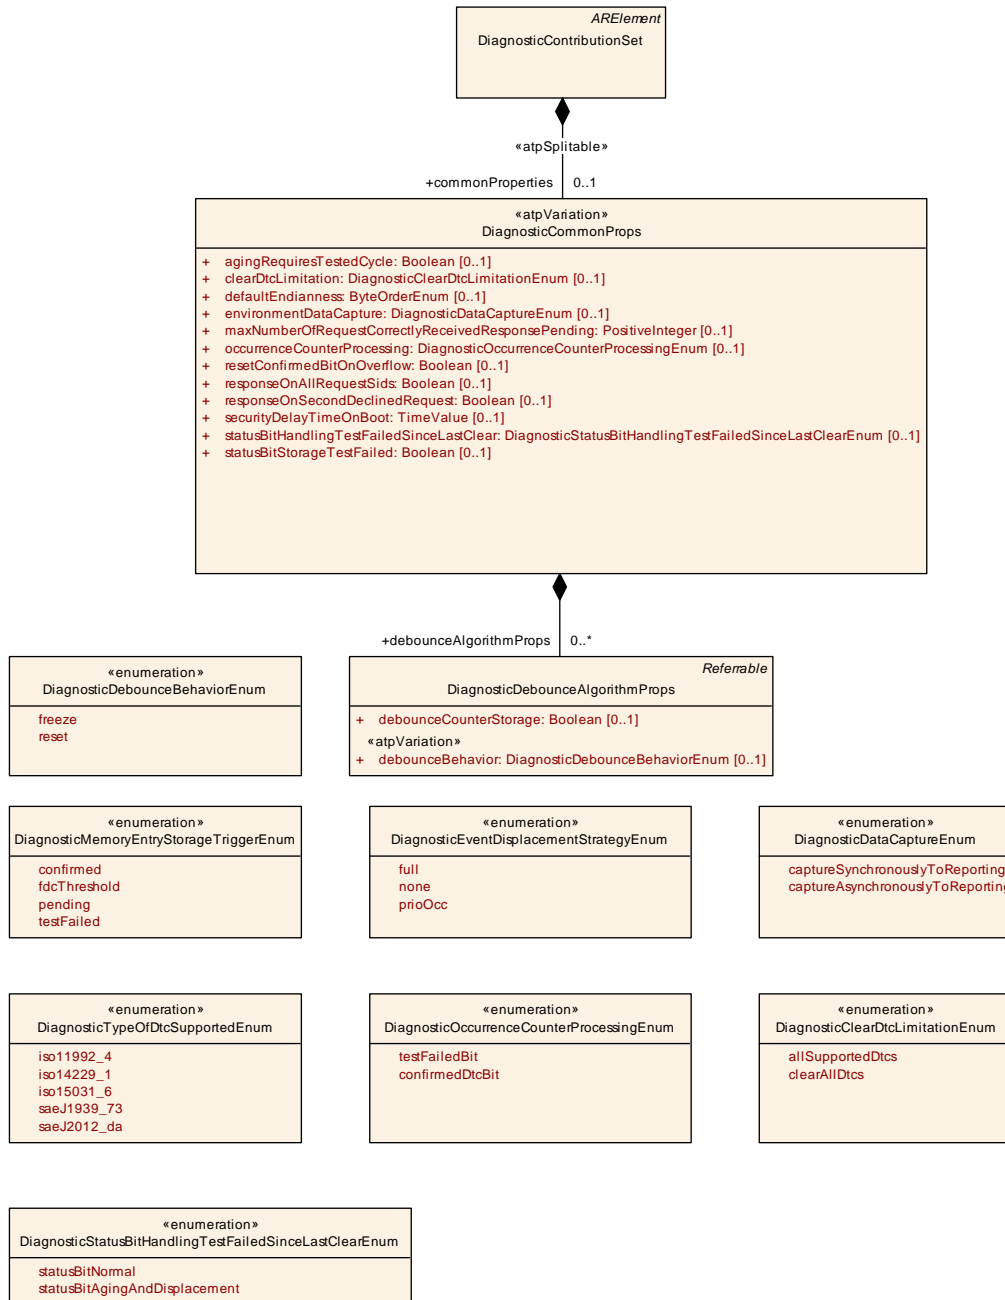 ARElement
DiagnosticContributionSet
«atpSplitable»
+commonProperties 0..1
«atpVariation»
DiagnosticCommonProps
+ agingRequiresTestedCycle: Boolean [0..1]
+ clearDtcLimitation: DiagnosticClearDtcLimitationEnum [0..1]
+ defaultEndianness: ByteOrderEnum [0..1]
+ environmentDataCapture: DiagnosticDataCaptureEnum [0..1]
+ maxNumberOfRequestCorrectlyReceivedResponsePending: PositiveInteger [0..1]
+ occurrenceCounterProcessing: DiagnosticOccurrenceCounterProcessingEnum [0..1]
+ resetConfirmedBitOnOverflow: Boolean [0..1]
+ responseOnAllRequestSids: Boolean [0..1]
+ responseOnSecondDeclinedRequest: Boolean [0..1]
+ securityDelayTimeOnBoot: TimeValue [0..1]
+ statusBitHandlingTestFailedSinceLastClear: DiagnosticStatusBitHandlingTestFailedSinceLastClearEnum [0..1]
+ statusBitStorageTestFailed: Boolean [0..1]
+debounceAlgorithmProps 0..*
«enumeration»
DiagnosticDebounceBehaviorEnum
freeze
reset
Referrable
DiagnosticDebounceAlgorithmProps
+ debounceCounterStorage: Boolean [0..1]
«atpVariation»
+ debounceBehavior: DiagnosticDebounceBehaviorEnum [0..1]
«enumeration»
DiagnosticMemoryEntryStorageTriggerEnum
confirmed
fdcThreshold
pending
testFailed
«enumeration»
DiagnosticEventDisplacementStrategyEnum
full
none
prioOcc
«enumeration»
DiagnosticDataCaptureEnum
captureSynchronouslyToReporting
captureAsynchronouslyToReporting
«enumeration»
DiagnosticTypeOfDtcSupportedEnum
iso11992_4
iso14229_1
iso15031_6
saeJ1939_73
saeJ2012_da
«enumeration»
DiagnosticOccurrenceCounterProcessingEnum
testFailedBit
confirmedDtcBit
«enumeration»
DiagnosticClearDtcLimitationEnum
allSupportedDtcs
clearAllDtcs
«enumeration»
DiagnosticStatusBitHandlingTestFailedSinceLastClearEnum
statusBitNormal
statusBitAgingAndDisplacement